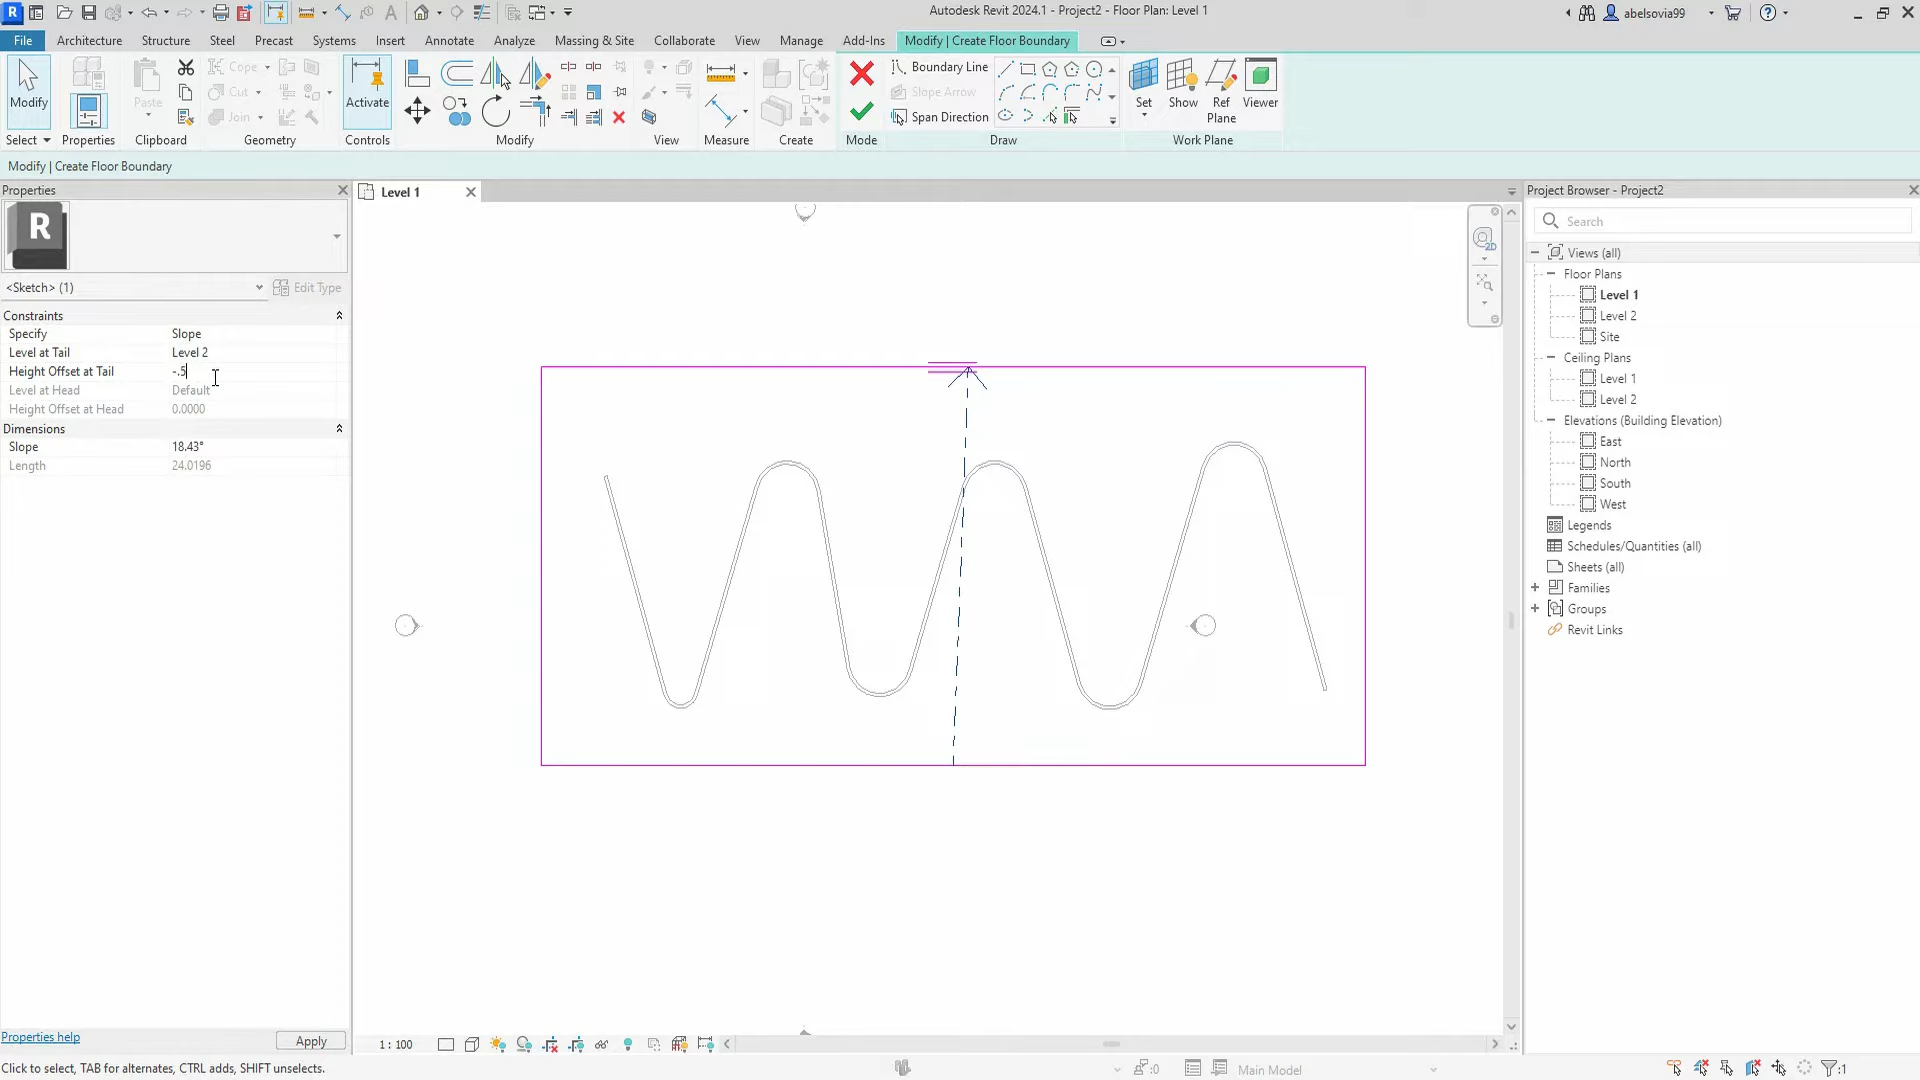 Autodesk Revit 2024.1 - Project2 - Floor Plan: Level 1
abelsovia99
File Architecture Structure Steel Precast Systems Insert Annotate Analyze Massing & Site Collaborate View Manage Add-Ins Modify | Create Floor Boundary
Modify
Paste
Cope
Cut
Join
Activate
Boundary Line
Slope Arrow
Span Direction
Set
Show
Ref
Plane
Viewer
Select Properties Clipboard Geometry Controls Modify View Measure Create Mode Draw Work Plane
Modify | Create Floor Boundary
Properties
R
<Sketch> (1)
Edit Type
Constraints
Specify Slope
Level at Tail Level 2
Height Offset at Tail -.5
Level at Head Default
Height Offset at Head 0.0000
Dimensions
Slope 18.43°
Length 24.0196
Properties help
Apply
Level 1
2D
Project Browser - Project2
Search
Views (all)
Floor Plans
Level 1
Level 2
Site
Ceiling Plans
Level 1
Level 2
Elevations (Building Elevation)
East
North
South
West
Legends
Schedules/Quantities (all)
Sheets (all)
Families
Groups
Revit Links
1 : 100
Click to select, TAB for alternates, CTRL adds, SHIFT unselects.
:0
Main Model
:1